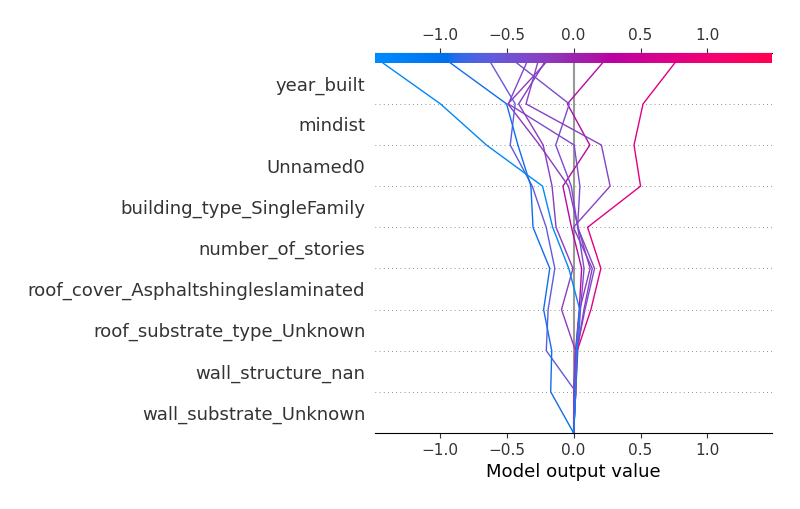 −1.0 −0.5 0.0 0.5 1.0
year_built
mindist
Unnamed0
building_type_SingleFamily
number_of_stories
roof_cover_Asphaltshingleslaminated
roof_substrate_type_Unknown
wall_structure_nan
wall_substrate_Unknown
−1.0 −0.5 0.0 0.5 1.0
Model output value